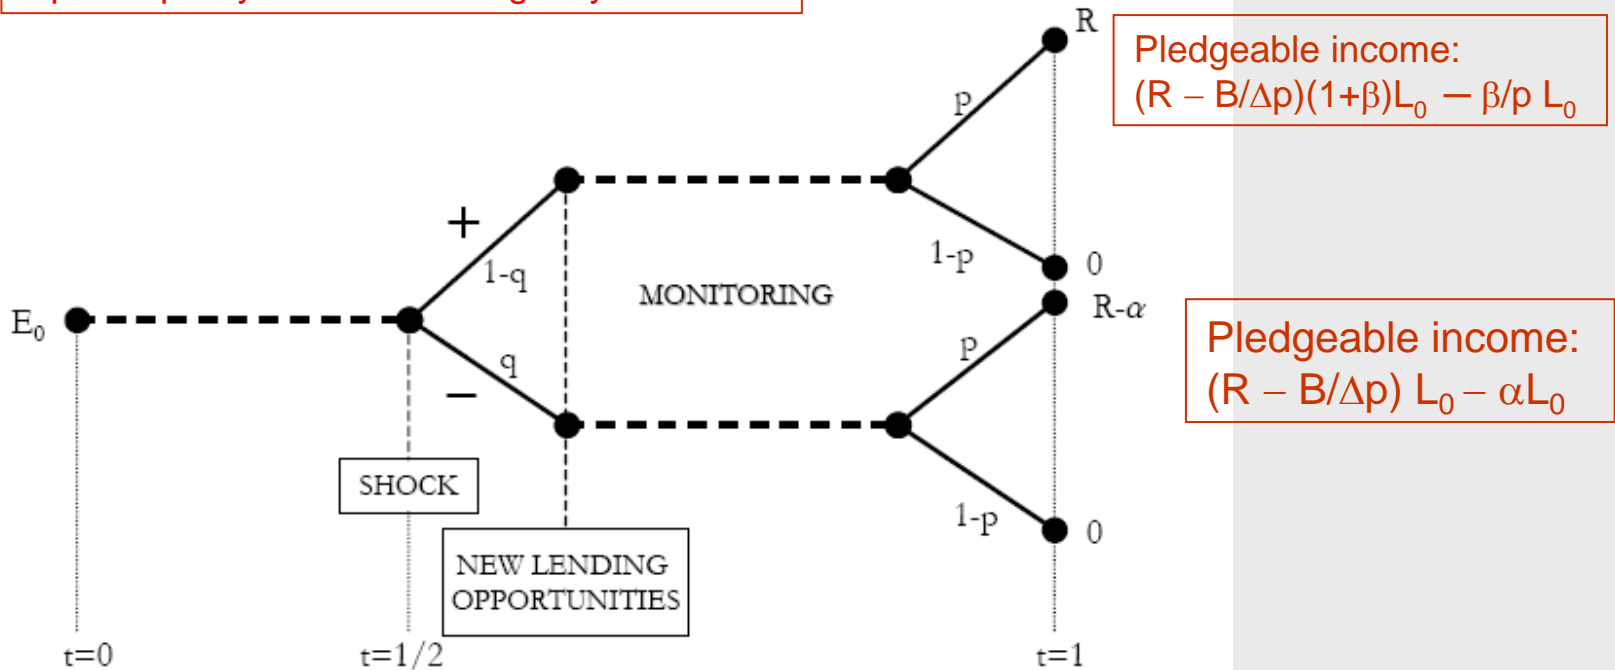 R
Pledgeable income:
(R – B/Δp)(1+β)L₀ – β/p L₀
p
+
1-q
1-p
0
MONITORING
R-α
E₀
q
p
Pledgeable income:
(R – B/Δp) L₀ – αL₀
–
SHOCK
1-p
0
NEW LENDING
OPPORTUNITIES
t=0
t=1/2
t=1